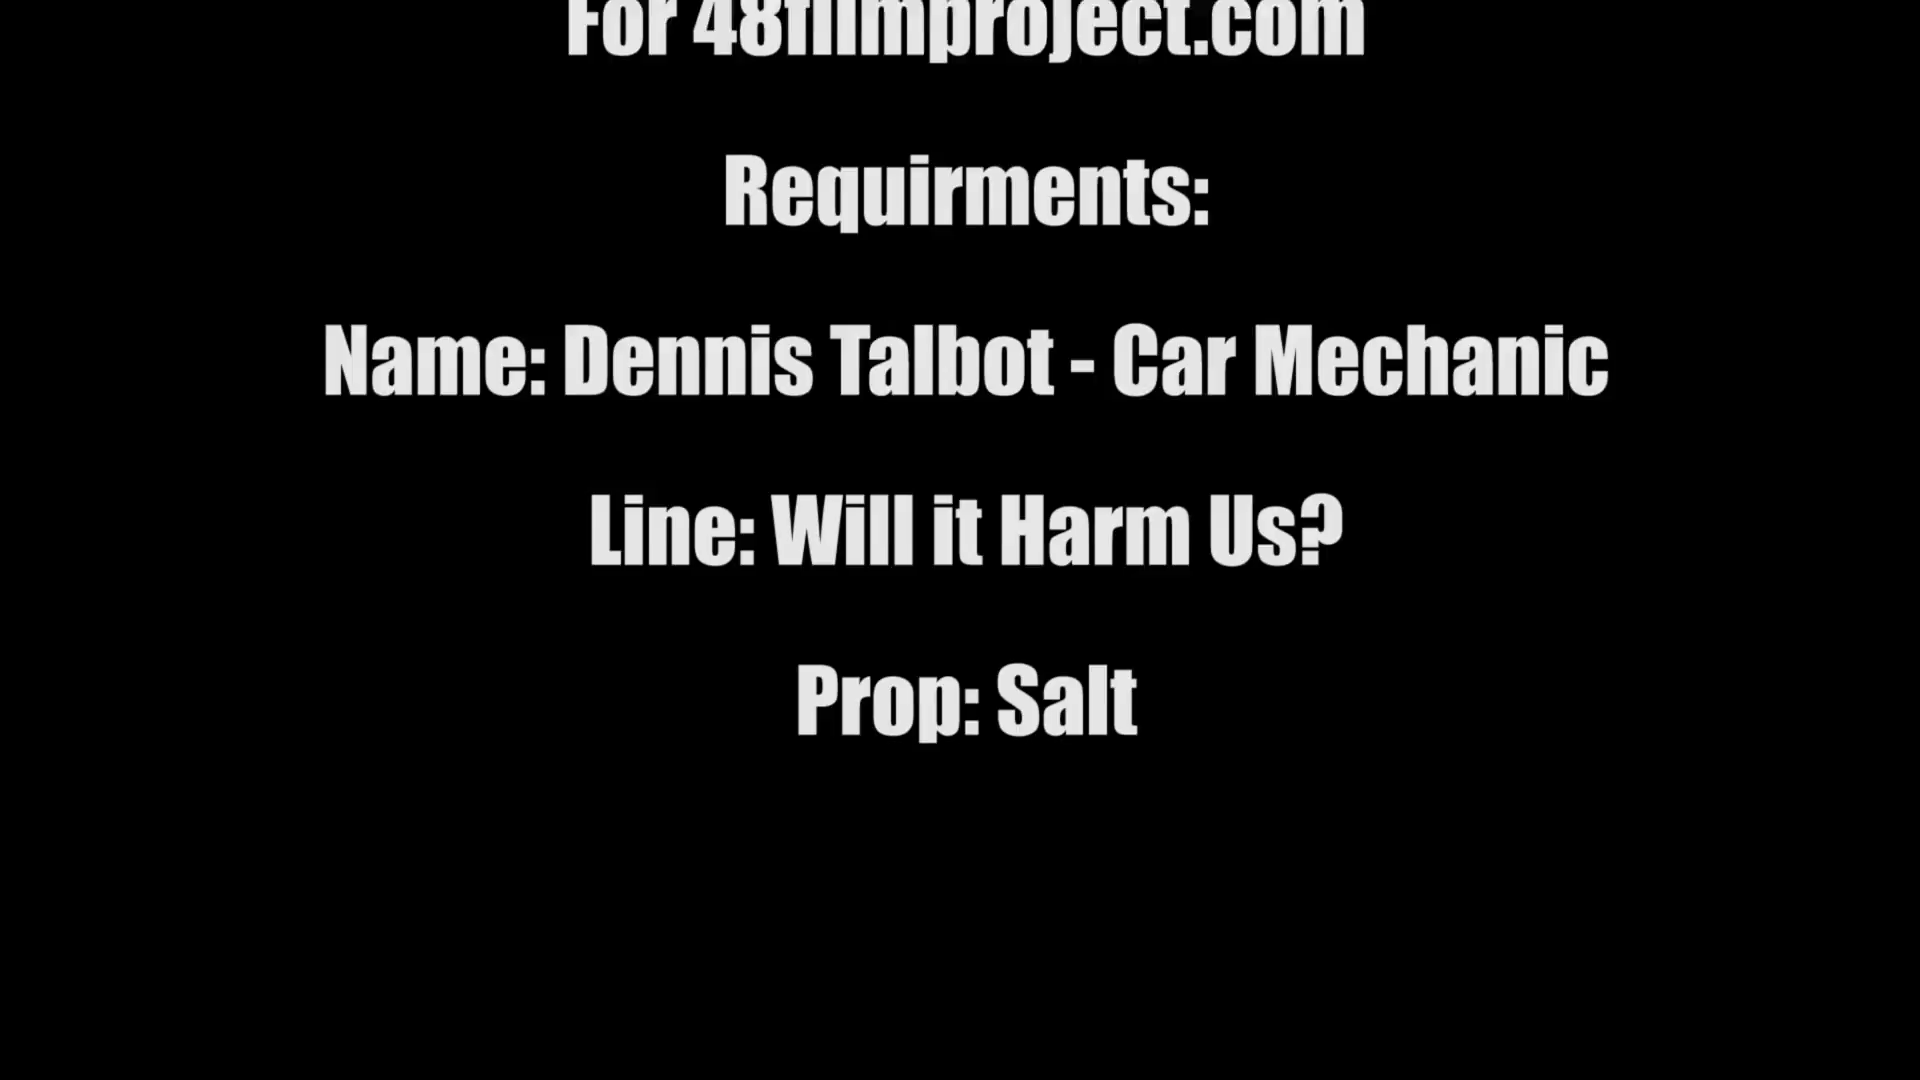 For 48filmproject.com
Requirments:
Name: Dennis Talbot - Car Mechanic
Line: Will it Harm Us?
Prop: Salt